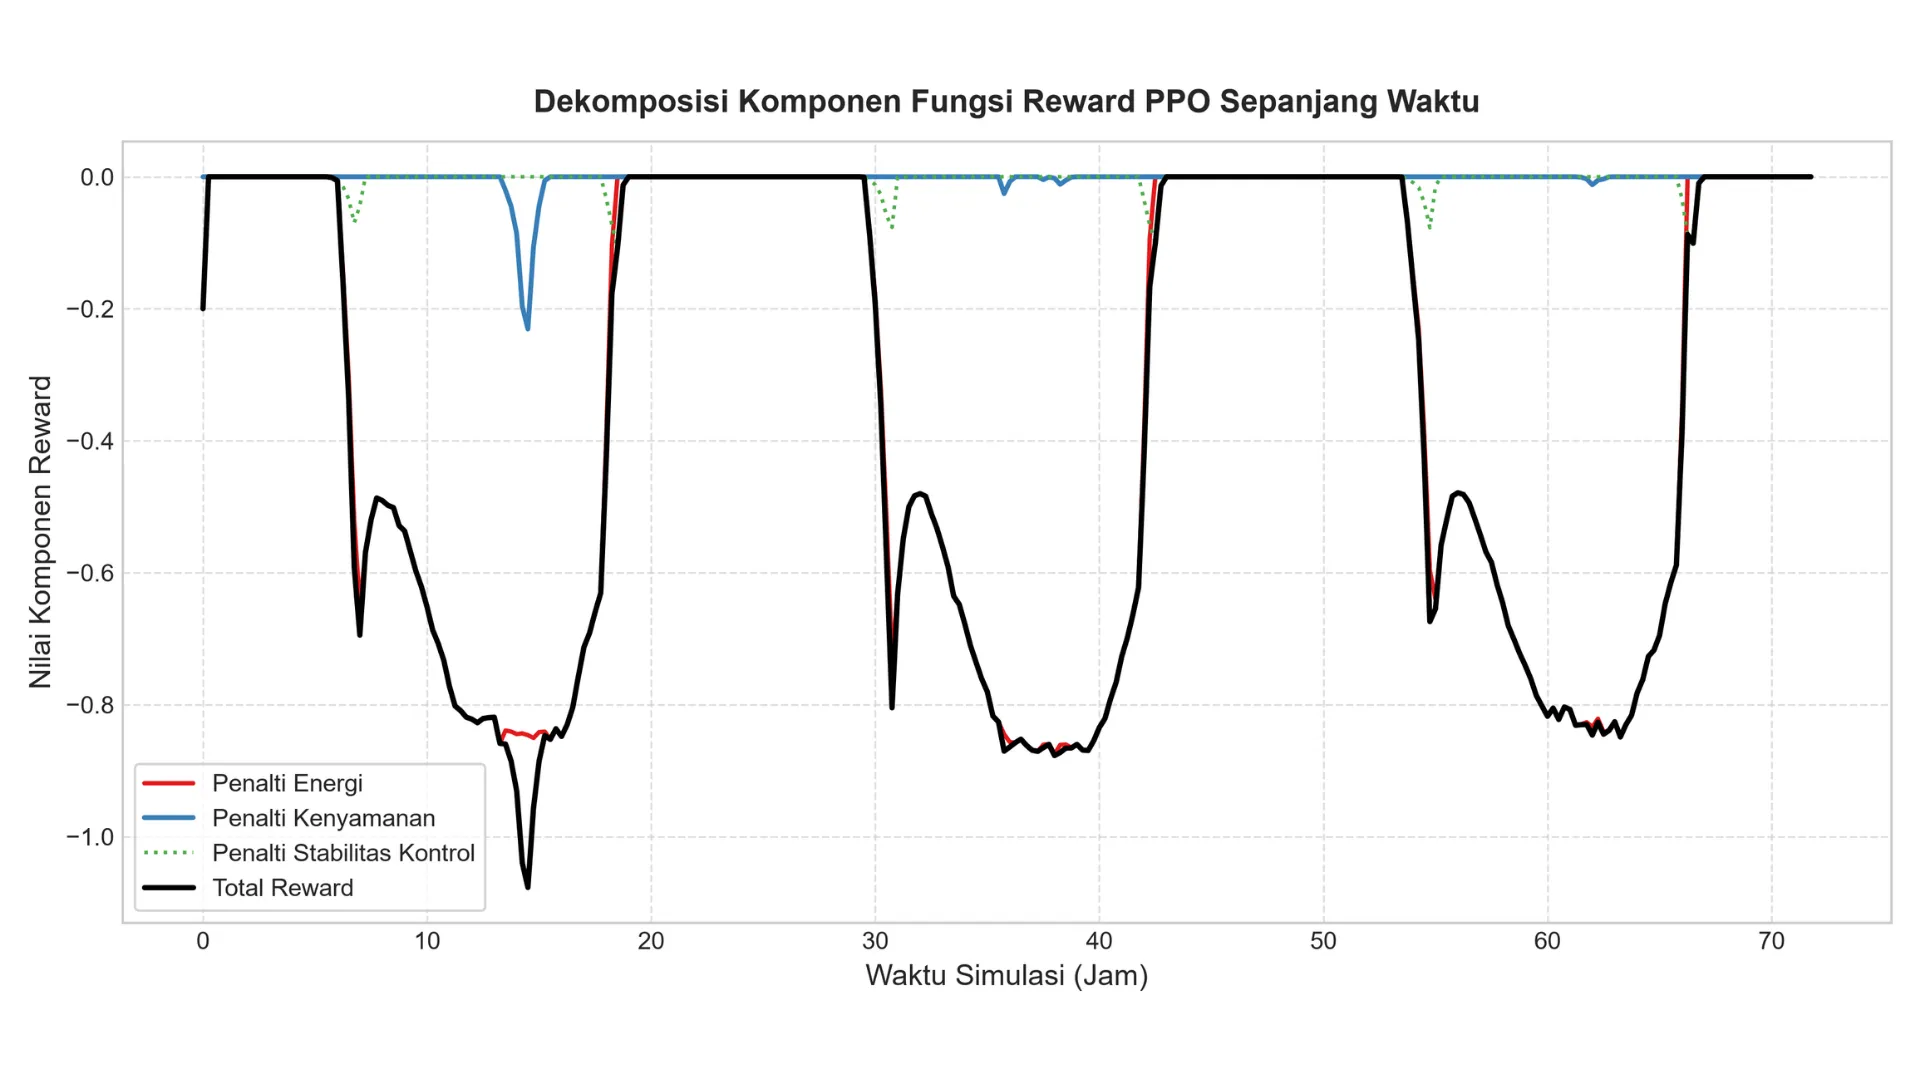 Dekomposisi Komponen Fungsi Reward PPO Sepanjang Waktu
Nilai Komponen Reward
0.0
−0.2
−0.4
−0.6
−0.8
−1.0
Penalti Energi
Penalti Kenyamanan
Penalti Stabilitas Kontrol
Total Reward
0 10 20 30 40 50 60 70
Waktu Simulasi (Jam)